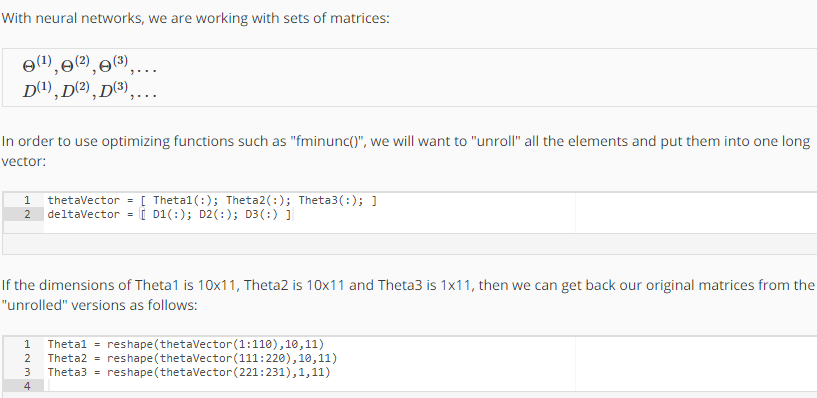 With neural networks, we are working with sets of matrices:
Θ⁽¹⁾, Θ⁽²⁾, Θ⁽³⁾, ...
D⁽¹⁾, D⁽²⁾, D⁽³⁾, ...
In order to use optimizing functions such as "fminunc()", we will want to "unroll" all the elements and put them into one long
vector:
1 thetaVector = [ Theta1(:); Theta2(:); Theta3(:); ]
2 deltaVector = [ D1(:); D2(:); D3(:) ]
If the dimensions of Theta1 is 10x11, Theta2 is 10x11 and Theta3 is 1x11, then we can get back our original matrices from the
"unrolled" versions as follows:
1 Theta1 = reshape(thetaVector(1:110),10,11)
2 Theta2 = reshape(thetaVector(111:220),10,11)
3 Theta3 = reshape(thetaVector(221:231),1,11)
4